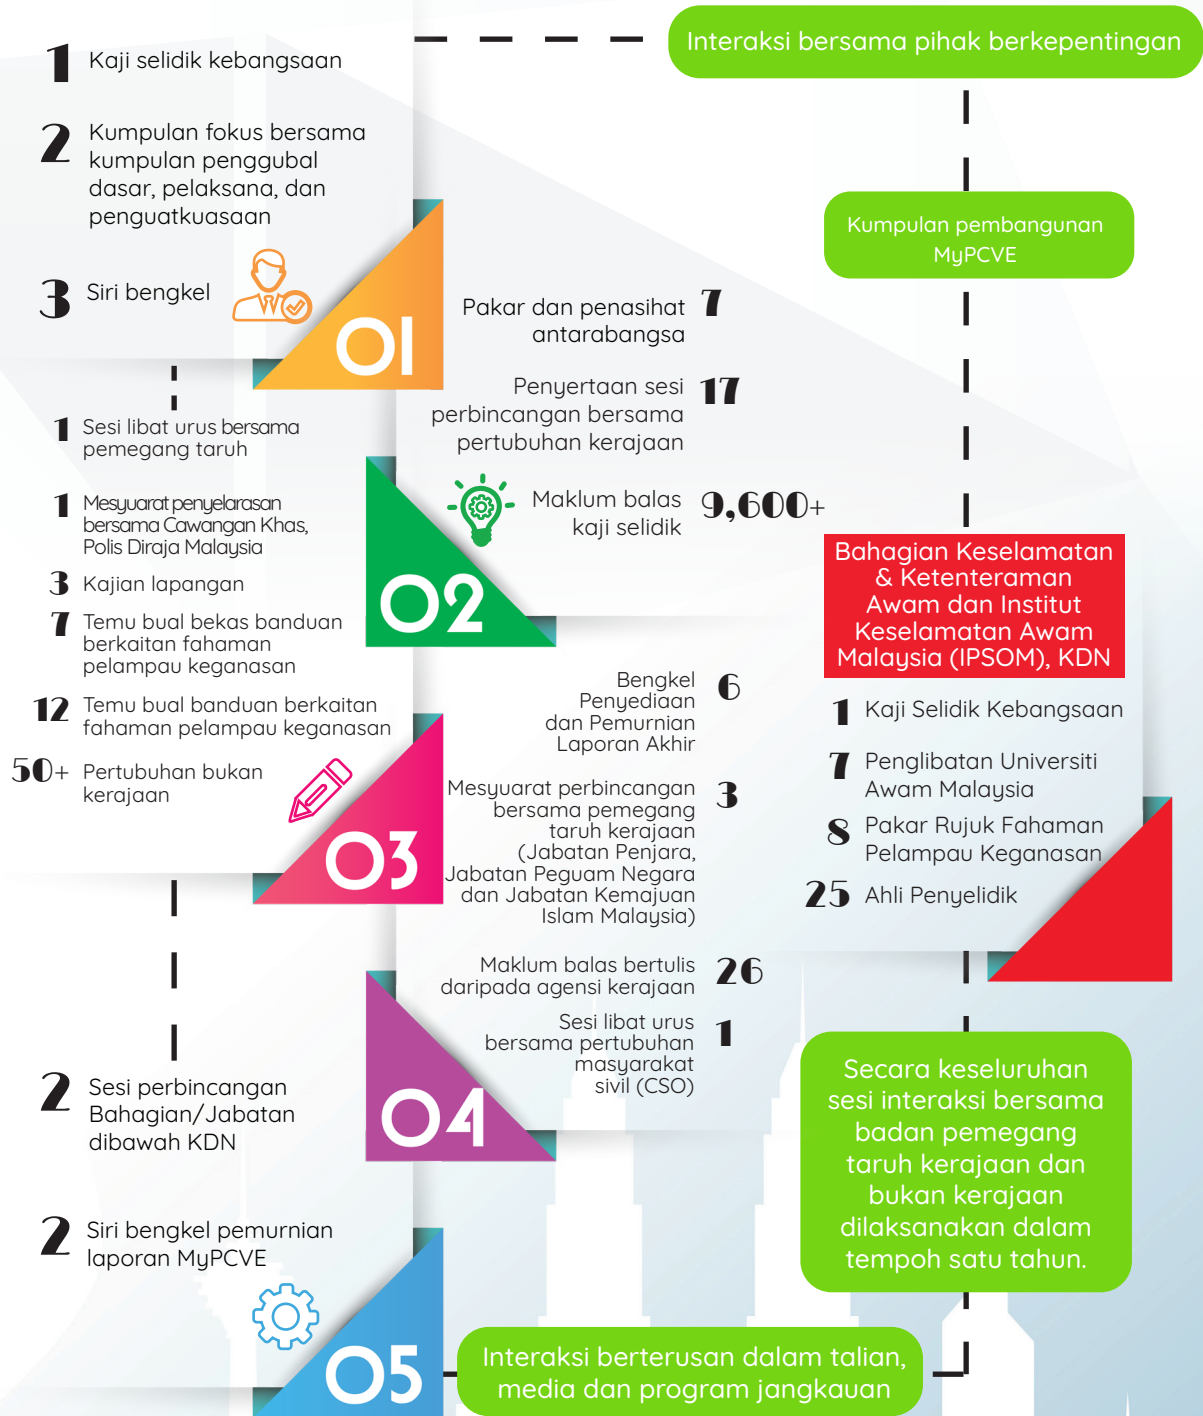 Interaksi bersama pihak berkepentingan
1 Kaji selidik kebangsaan
2 Kumpulan fokus bersama
kumpulan penggubal
dasar, pelaksana, dan
penguatkuasaan
3 Siri bengkel
01
Kumpulan pembangunan
MyPCVE
Pakar dan penasihat 7
antarabangsa
Penyertaan sesi 17
perbincangan bersama
pertubuhan kerajaan
Maklum balas 9,600+
kaji selidik
02
1 Sesi libat urus bersama
pemegang taruh
1 Mesyuarat penyelarasan
bersama Cawangan Khas,
Polis Diraja Malaysia
3 Kajian lapangan
7 Temu bual bekas banduan
berkaitan fahaman
pelampau keganasan
12 Temu bual banduan berkaitan
fahaman pelampau keganasan
50+ Pertubuhan bukan
kerajaan
03
Bahagian Keselamatan
& Ketenteraman
Awam dan Institut
Keselamatan Awam
Malaysia (IPSOM), KDN
1 Kaji Selidik Kebangsaan
7 Penglibatan Universiti
Awam Malaysia
8 Pakar Rujuk Fahaman
Pelampau Keganasan
25 Ahli Penyelidik
Bengkel 6
Penyediaan
dan Pemurnian
Laporan Akhir
Mesyuarat perbincangan 3
bersama pemegang
taruh kerajaan
(Jabatan Penjara,
Jabatan Peguam Negara
dan Jabatan Kemajuan
Islam Malaysia)
Maklum balas bertulis 26
daripada agensi kerajaan
Sesi libat urus 1
bersama pertubuhan
masyarakat
sivil (CSO)
04
2 Sesi perbincangan
Bahagian/Jabatan
dibawah KDN
2 Siri bengkel pemurnian
laporan MyPCVE
05
Secara keseluruhan
sesi interaksi bersama
badan pemegang
taruh kerajaan dan
bukan kerajaan
dilaksanakan dalam
tempoh satu tahun.
Interaksi berterusan dalam talian,
media dan program jangkauan